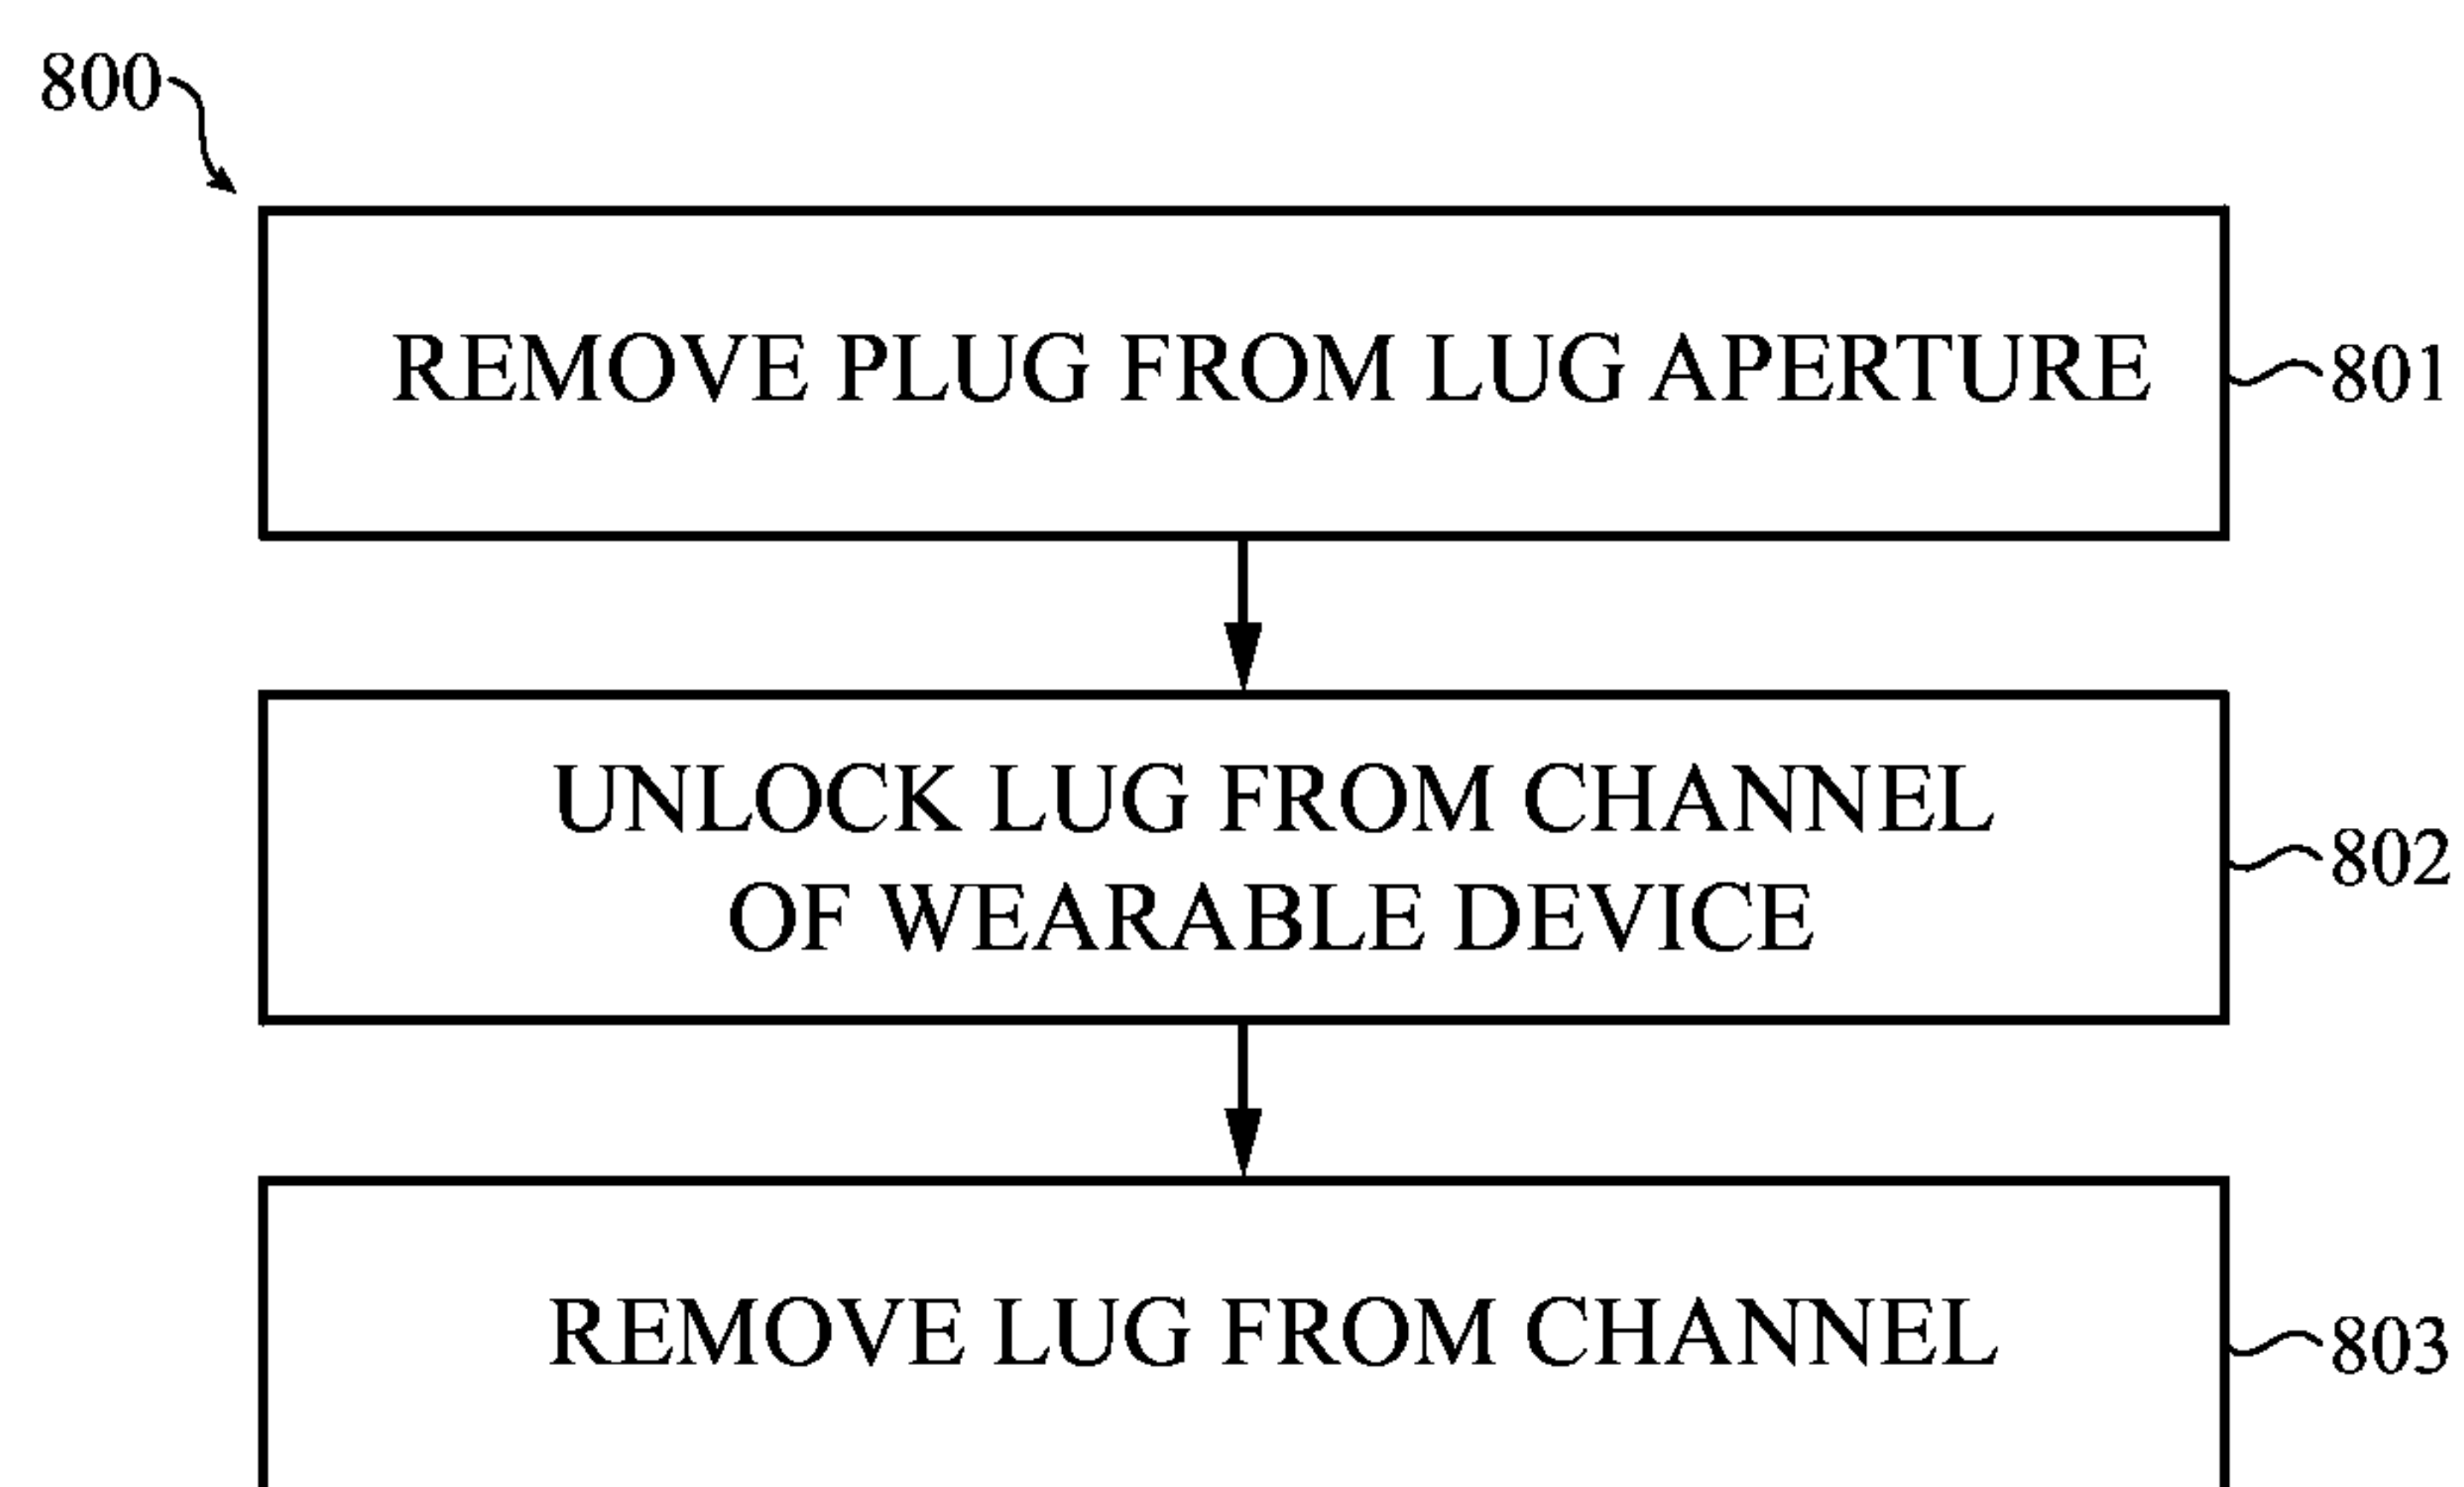 800
REMOVE PLUG FROM LUG APERTURE
801
UNLOCK LUG FROM CHANNEL
OF WEARABLE DEVICE
802
REMOVE LUG FROM CHANNEL
803